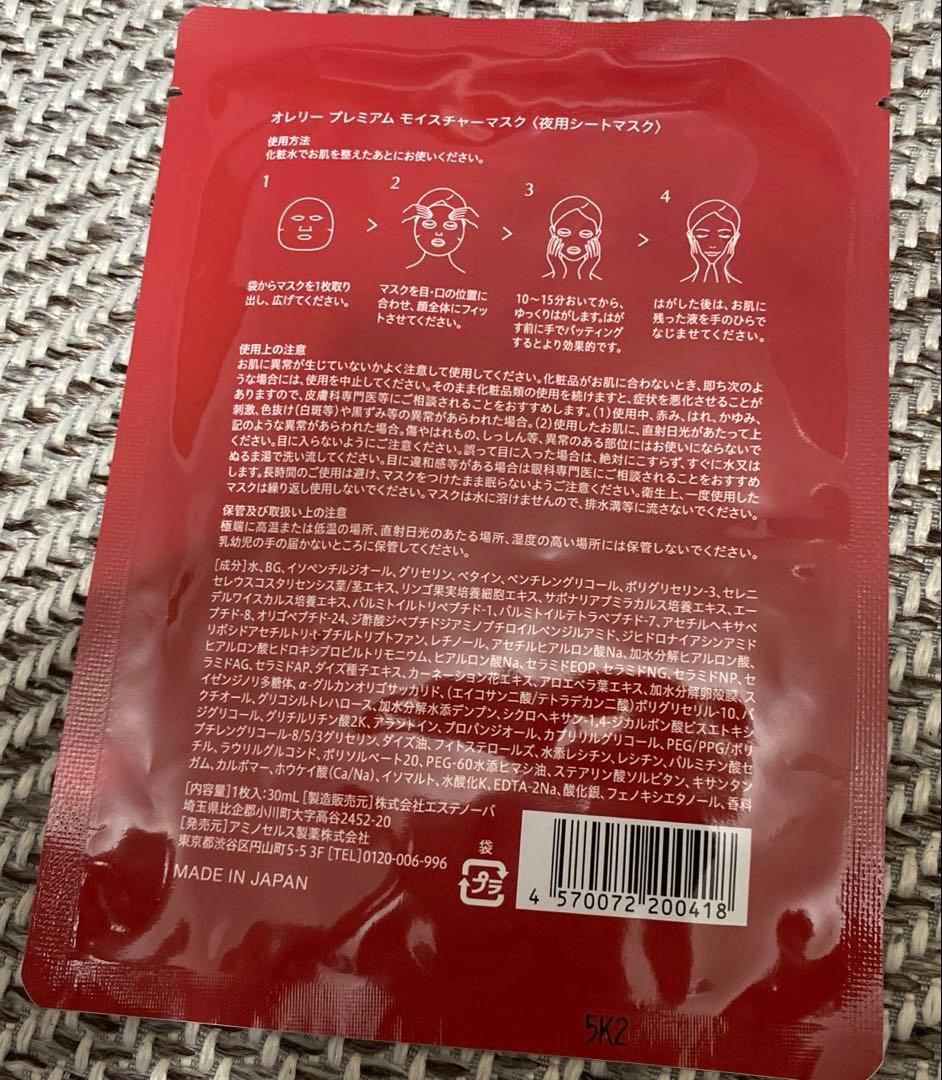 オレリー プレミアム モイスチャーマスク〈夜用シートマスク〉
使用方法
化粧水でお肌を整えたあとにお使いください。
1
2
3
4
袋からマスクを1枚取り
出し、広げてください。
マスクを目・口の位置に
合わせ、顔全体にフィッ
トさせてください。
10〜15分おいてから、
ゆっくりはがします。はが
す前に手でパッティング
するとより効果的です。
はがした後は、お肌に
残った液を手のひらで
なじませてください。
使用上の注意
お肌に異常が生じていないかよく注意して使用してください。化粧品がお肌に合わないとき、即ち次のよ
うな場合には、使用を中止してください。そのまま化粧品類の使用を続けますと、症状を悪化させることが
ありますので、皮膚科専門医等にご相談されることをおすすめします。(1)使用中、赤み、はれ、かゆみ、
刺激、色抜け(白斑等)や黒ずみ等の異常があらわれた場合。(2)使用したお肌に、直射日光があたって上
記のような異常があらわれた場合。傷やはれもの、しっしん等、異常のある部位にはお使いにならないで
ください。目に入らないようにご注意ください。誤って目に入った場合は、絶対にこすらず、すぐに水又は
ぬるま湯で洗い流してください。目に違和感等がある場合は眼科専門医にご相談されることをおすすめ
します。長時間のご使用は避け、マスクをつけたまま眠らないようご注意ください。衛生上、一度使用した
マスクは繰り返し使用しないでください。マスクは水に溶けませんので、排水溝等に流さないでください。
保管及び取扱い上の注意
極端に高温または低温の場所、直射日光のあたる場所、湿度の高い場所には保管しないでください。
乳幼児の手の届かないところに保管してください。
[成分]水、BG、イソペンチルジオール、グリセリン、ベタイン、ペンチレングリコール、ポリグリセリン-3、セレニ
セレウスコスタリセンシス葉/茎エキス、リンゴ果実培養細胞エキス、サポナリアプミラカルス培養エキス、エー
デルワイスカルス培養エキス、パルミトイルトリペプチド-1、パルミトイルテトラペプチド-7、アセチルヘキサペ
プチド-8、オリゴペプチド-24、ジ酢酸ジペプチドジアミノブチロイルベンジルアミド、ジヒドロナイアシンアミド
リボシドアセチルトリ-t-ブチルトリプトファン、レチノール、アセチルヒアルロン酸Na、加水分解ヒアルロン酸、
ヒアルロン酸ヒドロキシプロピルトリモニウム、ヒアルロン酸Na、セラミドEOP、セラミドNG、セラミドNP、セ
ラミドAG、セラミドAP、ダイズ種子エキス、カーネーション花エキス、アロエベラ葉エキス、加水分解卵殻膜、ス
イゼンジノリ多糖体、α-グルカンオリゴサッカリド、(エイコサン二酸/テトラデカン二酸)ポリグリセリル-10、バ
クチオール、グリコシルトレハロース、加水分解水添デンプン、シクロヘキサン-1,4-ジカルボン酸ビスエトキシ
ジグリコール、グリチルリチン酸2K、アラントイン、プロパンジオール、カプリリルグリコール、PEG/PPG/ポリ
ブチレングリコール-8/5/3グリセリン、ダイズ油、フィトステロールズ、水添レシチン、レシチン、パルミチン酸セ
チル、ラウリルグルコシド、ポリソルベート20、PEG-60水添ヒマシ油、ステアリン酸ソルビタン、キサンタン
ガム、カルボマー、ホウケイ酸(Ca/Na)、イソマルト、水酸化K、EDTA-2Na、酸化銀、フェノキシエタノール、香料
[内容量]1枚入:30mL [製造販売元]株式会社エステノーバ
埼玉県比企郡小川町大字高谷2452-20
[発売元]アミノセルス製薬株式会社
東京都渋谷区円山町5-5 3F [TEL]0120-006-996
MADE IN JAPAN
袋
プラ
4 570072 200418
5K2